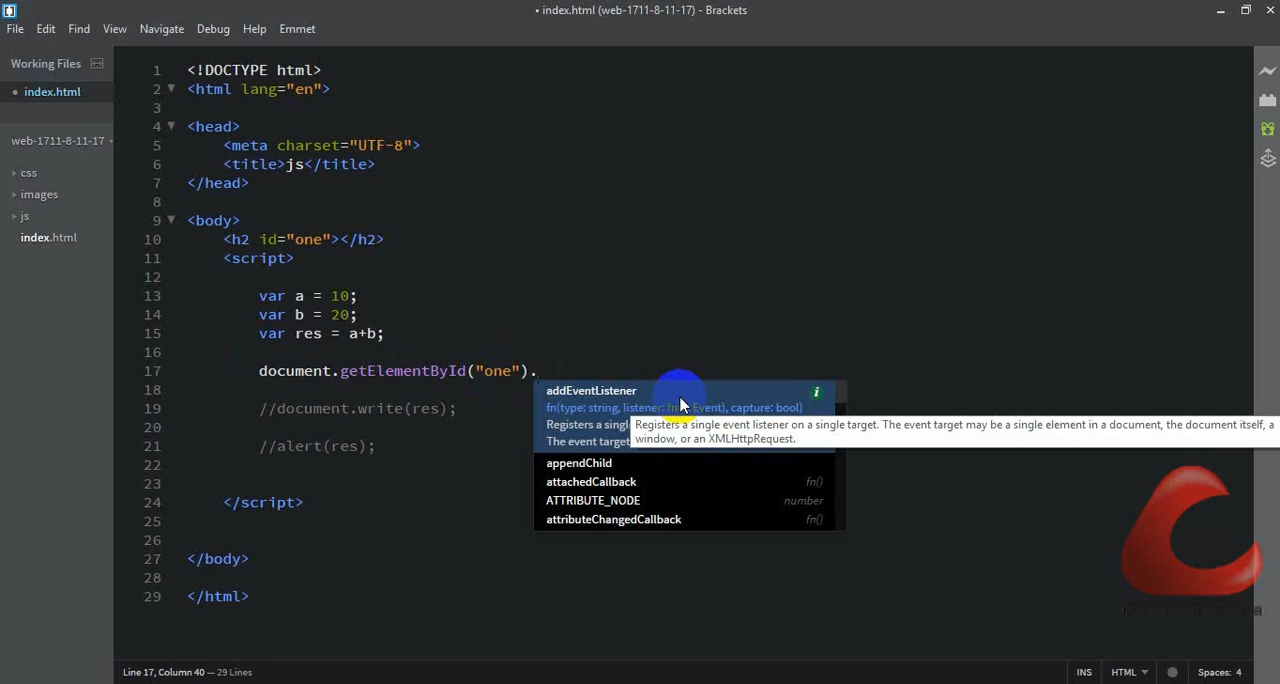 • index.html (web-1711-8-11-17) - Brackets
File Edit Find View Navigate Debug Help Emmet
Working Files
• index.html
web-1711-8-11-17
css
images
js
index.html
1 <!DOCTYPE html>
2 <html lang="en">
3
4 <head>
5 <meta charset="UTF-8">
6 <title>js</title>
7 </head>
8
9 <body>
10 <h2 id="one"></h2>
11 <script>
12
13 var a = 10;
14 var b = 20;
15 var res = a+b;
16
17 document.getElementById("one").
18
19 //document.write(res);
20
21 //alert(res);
22
23
24 </script>
25
26
27 </body>
28
29 </html>
addEventListener i
fn(type: string, listener: Event), capture: bool)
Registers a singl
The event target
Registers a single event listener on a single target. The event target may be a single element in a document, the document itself, a
window, or an XMLHttpRequest.
appendChild
attachedCallback fn()
ATTRIBUTE_NODE number
attributeChangedCallback fn()
Line 17, Column 40 — 29 Lines
INS HTML Spaces: 4